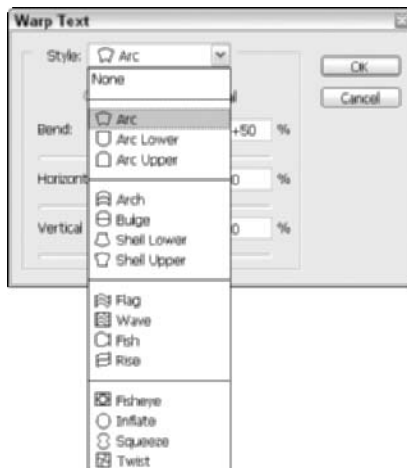 Warp Text
Style: Arc
OK
None
Cancel
Arc
Bend: +50 %
Arc Lower
Arc Upper
Horizont 0 %
Arch
Bulge
Vertical 0 %
Shell Lower
Shell Upper
Flag
Wave
Fish
Rise
Fisheye
Inflate
Squeeze
Twist